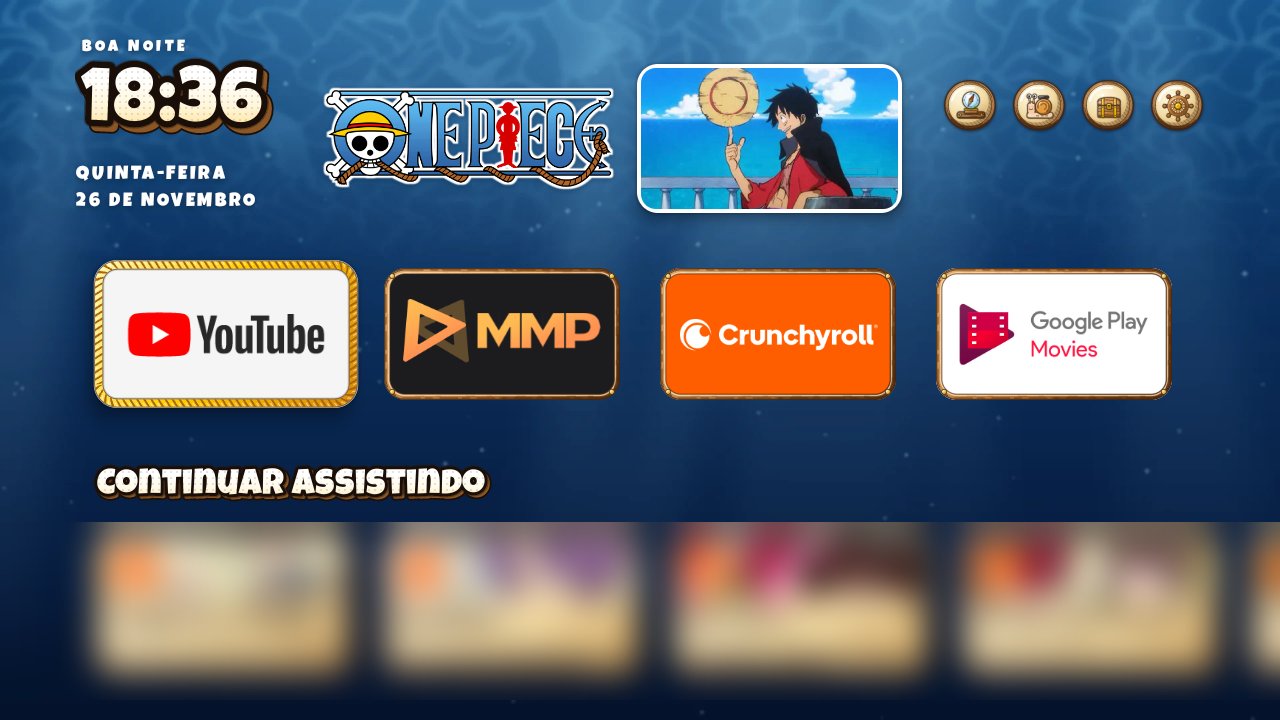 BOA NOITE
18:36
QUINTA-FEIRA
26 DE NOVEMBRO
ONE PIECE
YouTube
MMP
Crunchyroll
Google Play
Movies
CONTINUAR ASSISTINDO